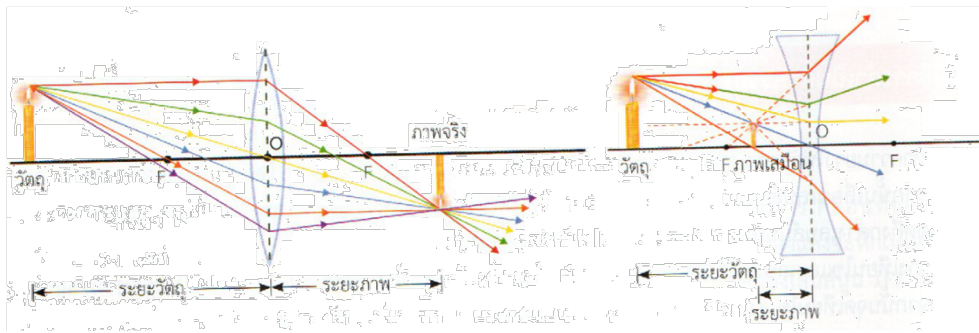 O
ภาพจริง
วัตถุ
F
F
ระยะวัตถุ
ระยะภาพ
O
วัตถุ
F
ภาพเสมือน
F
ระยะวัตถุ
ระยะภาพ